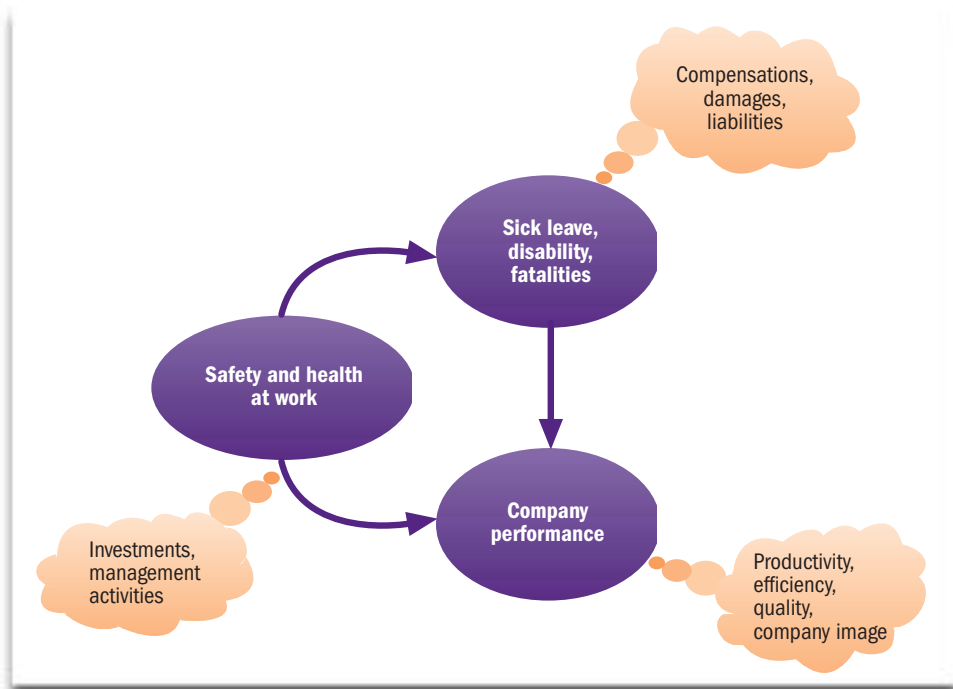 Compensations,
damages,
liabilities
Sick leave,
disability,
fatalities
Safety and health
at work
Company
performance
Investments,
management
activities
Productivity,
efficiency,
quality,
company image